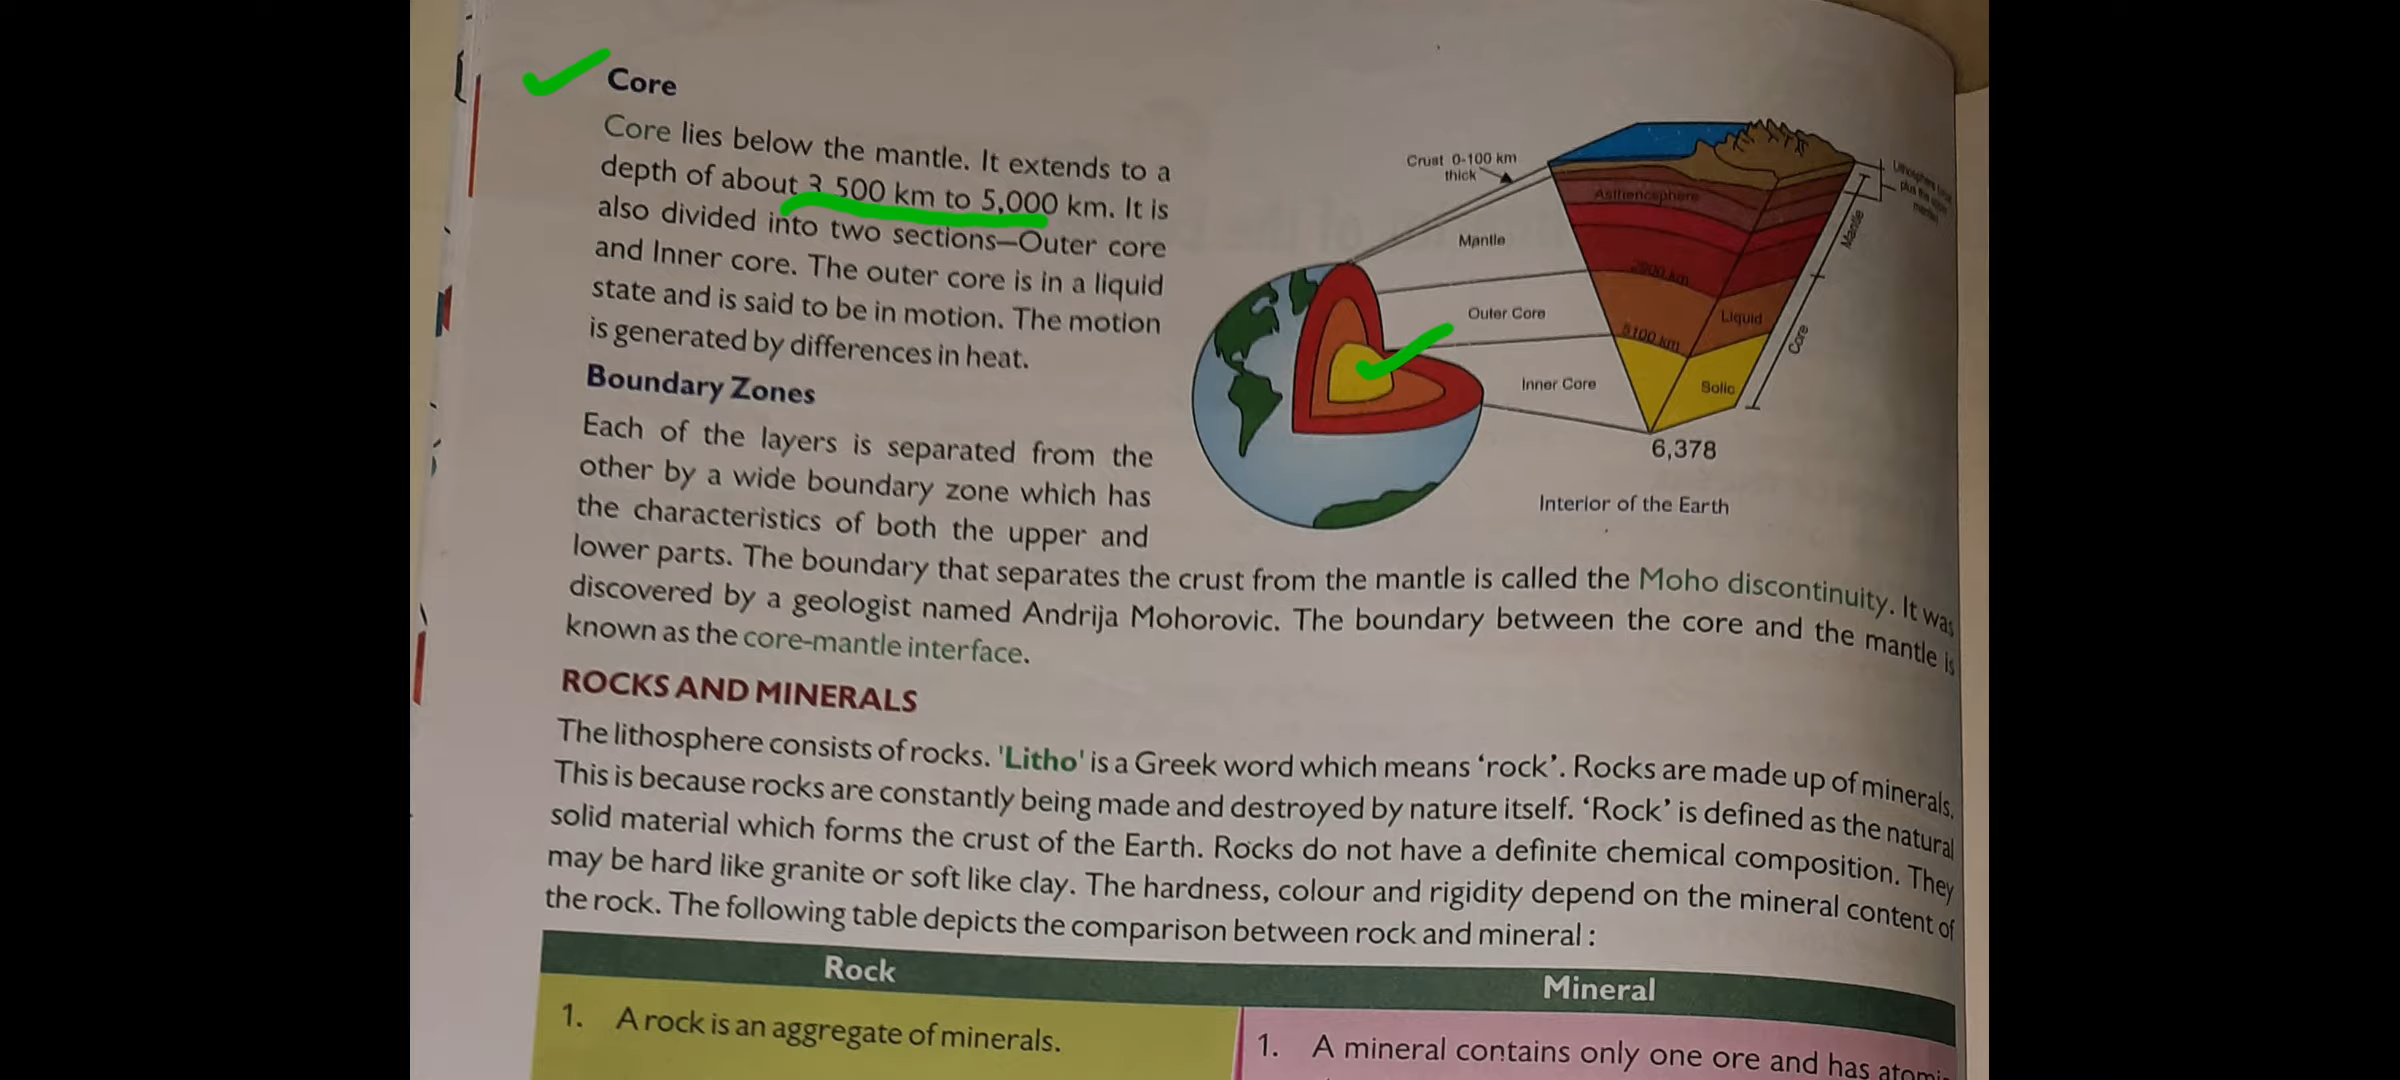 Core
Core lies below the mantle. It extends to a
depth of about 3,500 km to 5,000 km. It is
also divided into two sections—Outer core
and Inner core. The outer core is in a liquid
state and is said to be in motion. The motion
is generated by differences in heat.
Boundary Zones
Each of the layers is separated from the
other by a wide boundary zone which has
the characteristics of both the upper and
lower parts. The boundary that separates the crust from the mantle is called the Moho discontinuity. It was
discovered by a geologist named Andrija Mohorovic. The boundary between the core and the mantle is
known as the core-mantle interface.
Crust 0-100 km
thick
Asthenosphere
Mantle
Mantle
2900 km
Outer Core
Liquid
5100 km
Core
Inner Core
Solid
6,378
Interior of the Earth
ROCKS AND MINERALS
The lithosphere consists of rocks. 'Litho' is a Greek word which means ‘rock’. Rocks are made up of minerals.
This is because rocks are constantly being made and destroyed by nature itself. ‘Rock’ is defined as the natural
solid material which forms the crust of the Earth. Rocks do not have a definite chemical composition. They
may be hard like granite or soft like clay. The hardness, colour and rigidity depend on the mineral content of
the rock. The following table depicts the comparison between rock and mineral :
Rock
Mineral
1. A rock is an aggregate of minerals.
1. A mineral contains only one ore and has